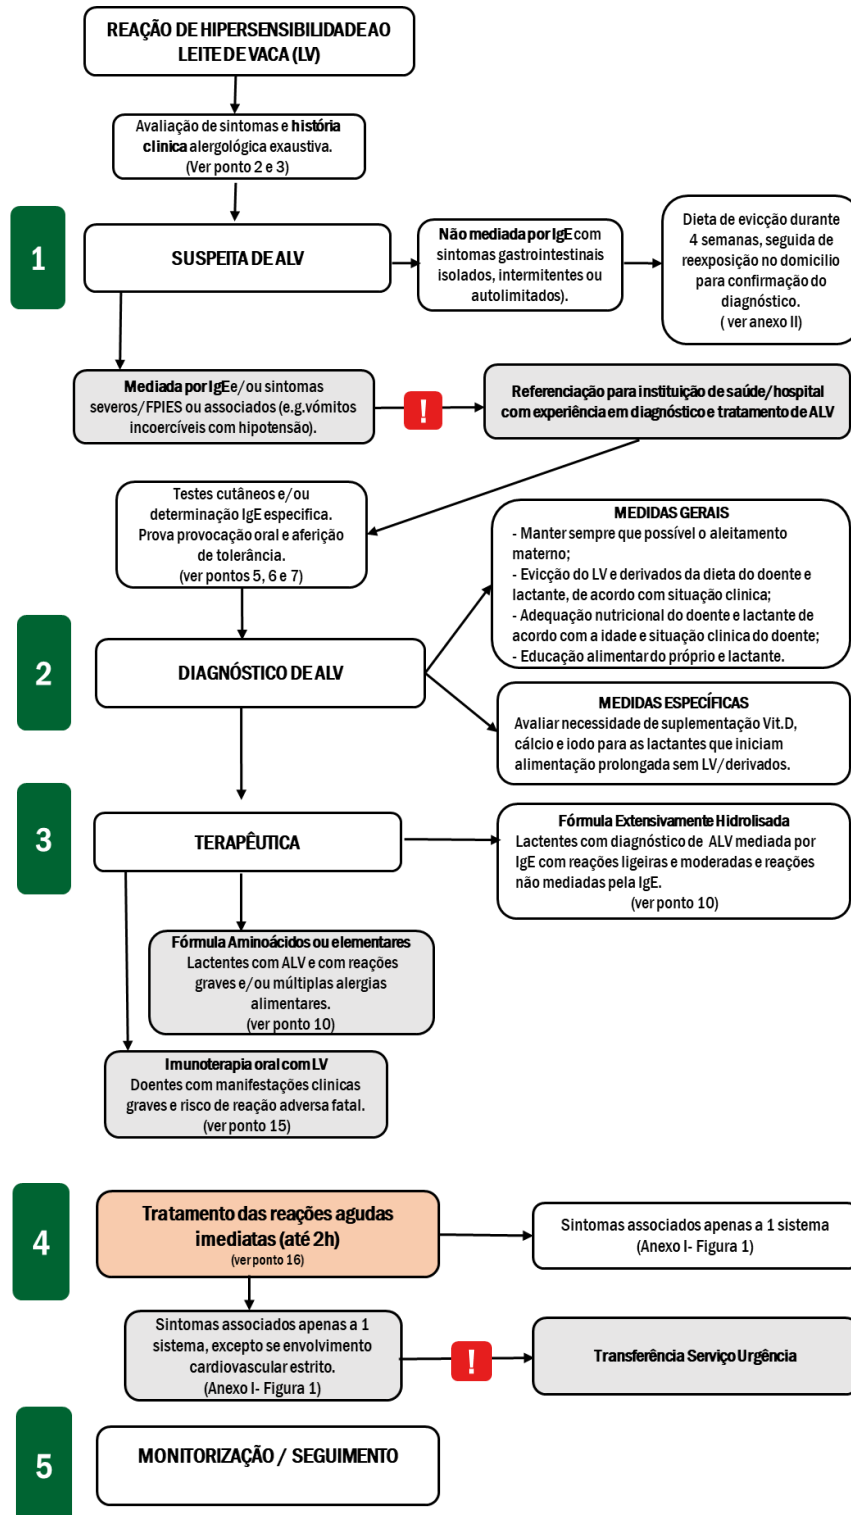 REAÇÃO DE HIPERSENSIBILIDADE AO
LEITE DE VACA (LV)
Avaliação de sintomas e história
clinica alergológica exaustiva.
(Ver ponto 2 e 3)
1
SUSPEITA DE ALV
Não mediada por IgE com
sintomas gastrointestinais
isolados, intermitentes ou
autolimitados).
Dieta de evicção durante
4 semanas, seguida de
reexposição no domicilio
para confirmação do
diagnóstico.
( ver anexo II)
Mediada por IgE e/ou sintomas
severos/FPIES ou associados (e.g.vómitos
incoercíveis com hipotensão).
!
Referenciação para instituição de saúde/hospital
com experiência em diagnóstico e tratamento de ALV
Testes cutâneos e/ou
determinação IgE especifica.
Prova provocação oral e aferição
de tolerância.
(ver pontos 5, 6 e 7)
MEDIDAS GERAIS
- Manter sempre que possível o aleitamento
materno;
- Evicção do LV e derivados da dieta do doente e
lactante, de acordo com situação clinica;
- Adequação nutricional do doente e lactante de
acordo com a idade e situação clinica do doente;
- Educação alimentar do próprio e lactante.
2
DIAGNÓSTICO DE ALV
MEDIDAS ESPECÍFICAS
Avaliar necessidade de suplementação Vit.D,
cálcio e iodo para as lactantes que iniciam
alimentação prolongada sem LV/derivados.
3
TERAPÊUTICA
Fórmula Extensivamente Hidrolisada
Lactentes com diagnóstico de ALV mediada por
IgE com reações ligeiras e moderadas e reações
não mediadas pela IgE.
(ver ponto 10)
Fórmula Aminoácidos ou elementares
Lactentes com ALV e com reações
graves e/ou múltiplas alergias
alimentares.
(ver ponto 10)
Imunoterapia oral com LV
Doentes com manifestações clinicas
graves e risco de reação adversa fatal.
(ver ponto 15)
4
Tratamento das reações agudas
imediatas (até 2h)
(ver ponto 16)
Sintomas associados apenas a 1 sistema
(Anexo I- Figura 1)
Sintomas associados apenas a 1
sistema, excepto se envolvimento
cardiovascular estrito.
(Anexo I- Figura 1)
!
Transferência Serviço Urgência
5
MONITORIZAÇÃO / SEGUIMENTO